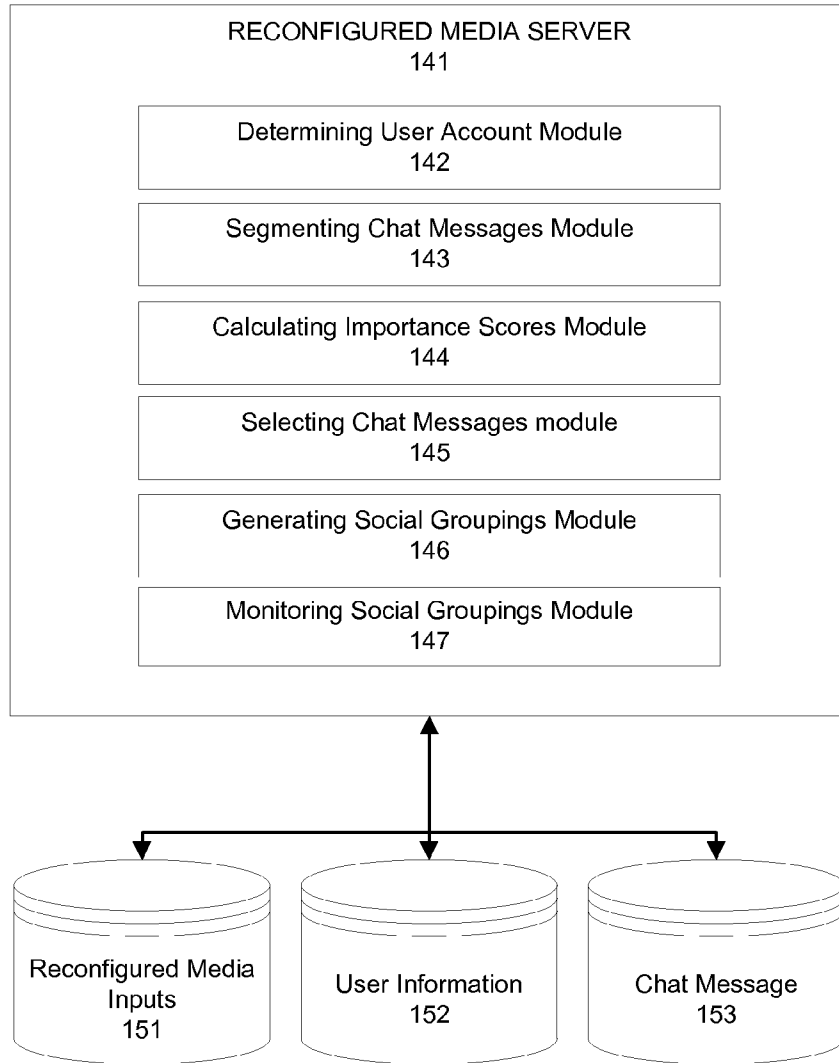 RECONFIGURED MEDIA SERVER
141
Determining User Account Module
142
Segmenting Chat Messages Module
143
Calculating Importance Scores Module
144
Selecting Chat Messages module
145
Generating Social Groupings Module
146
Monitoring Social Groupings Module
147
Reconfigured Media
Inputs
151
User Information
152
Chat Message
153